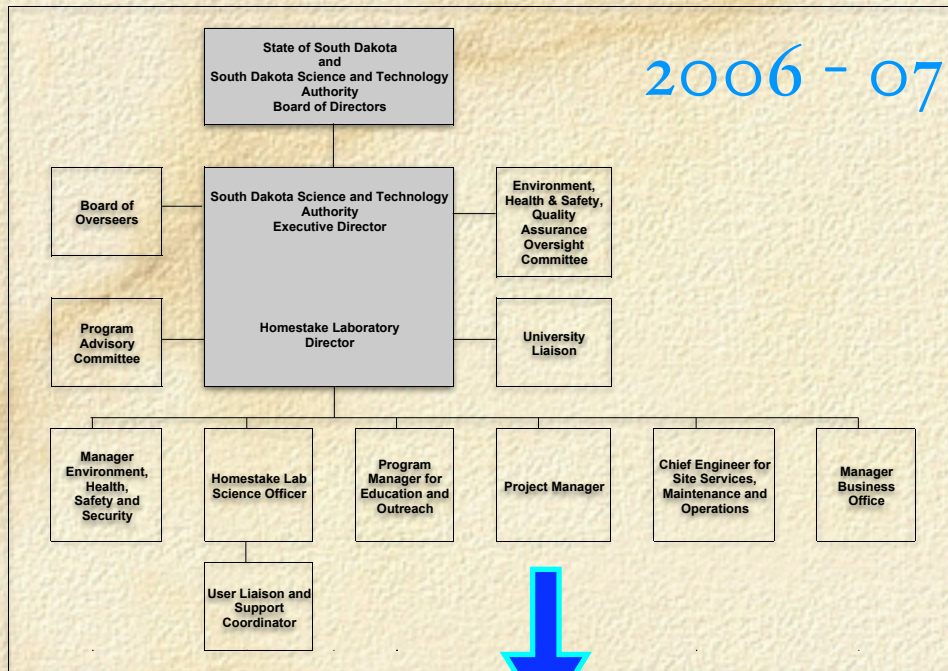 State of South Dakota
and
South Dakota Science and Technology
Authority
Board of Directors
2006 - 07
Board of
Overseers
South Dakota Science and Technology
Authority
Executive Director
Environment,
Health & Safety,
Quality
Assurance
Oversight
Committee
Program
Advisory
Committee
Homestake Laboratory
Director
University
Liaison
Manager
Environment,
Health,
Safety and
Security
Homestake Lab
Science Officer
Program
Manager for
Education and
Outreach
Project Manager
Chief Engineer for
Site Services,
Maintenance and
Operations
Manager
Business
Office
User Liaison and
Support
Coordinator